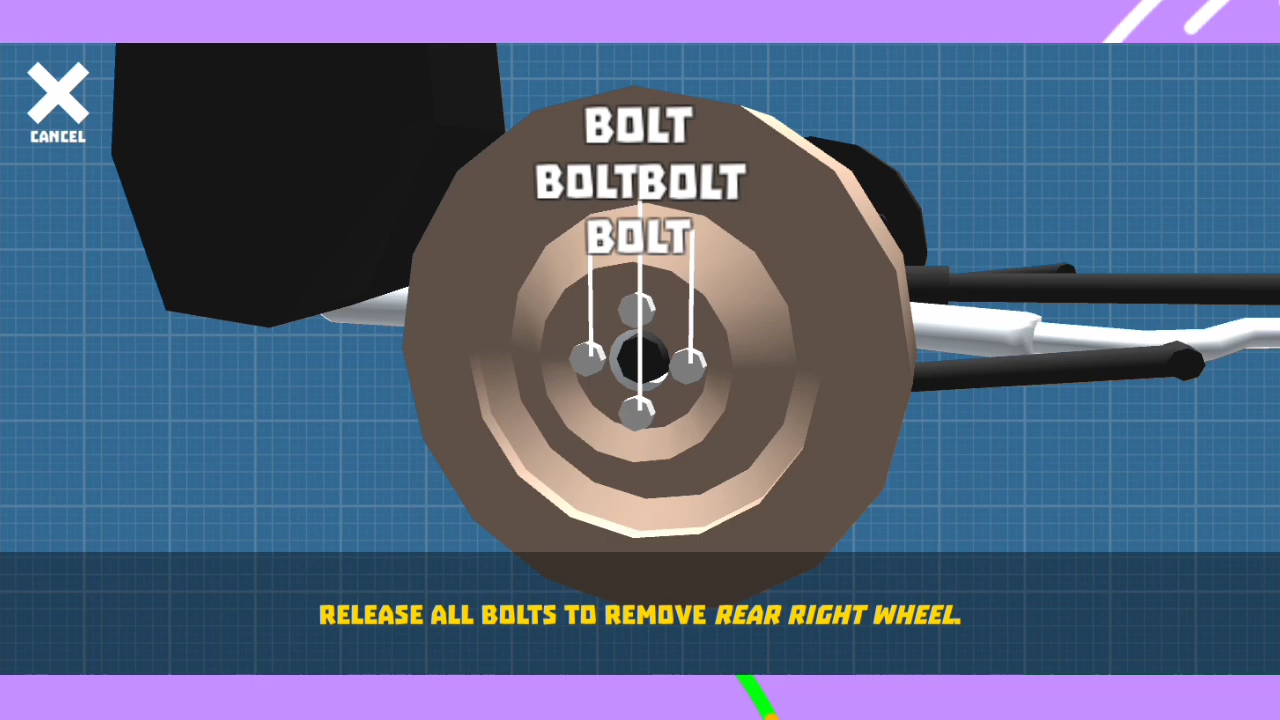 CANCEL
BOLT
BOLTBOLT
BOLT
RELEASE ALL BOLTS TO REMOVE REAR RIGHT WHEEL.